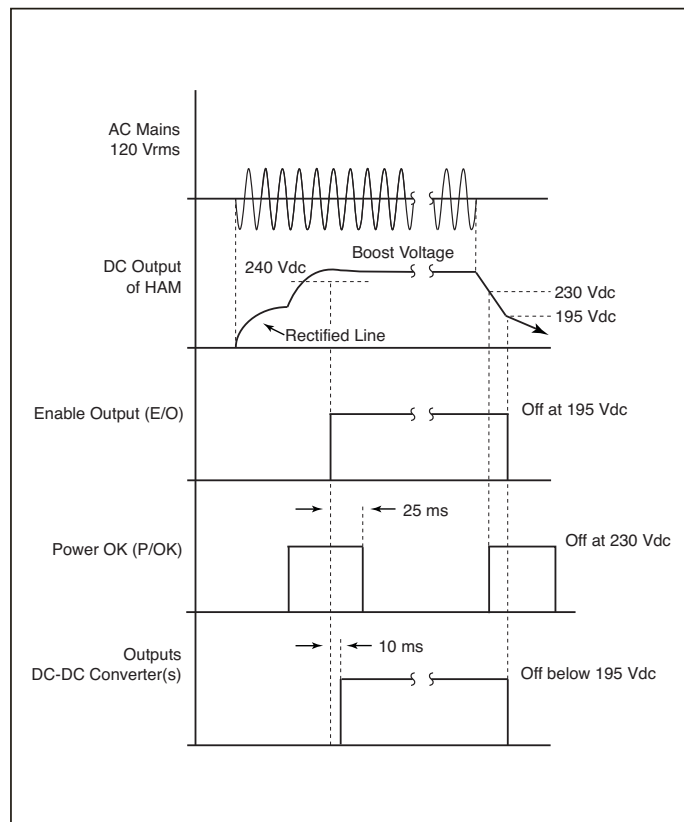 AC Mains
120 Vrms
Boost Voltage
DC Output
of HAM
240 Vdc
230 Vdc
195 Vdc
Rectified Line
Enable Output (E/O)
Off at 195 Vdc
25 ms
Power OK (P/OK)
Off at 230 Vdc
10 ms
Outputs
DC-DC Converter(s)
Off below 195 Vdc